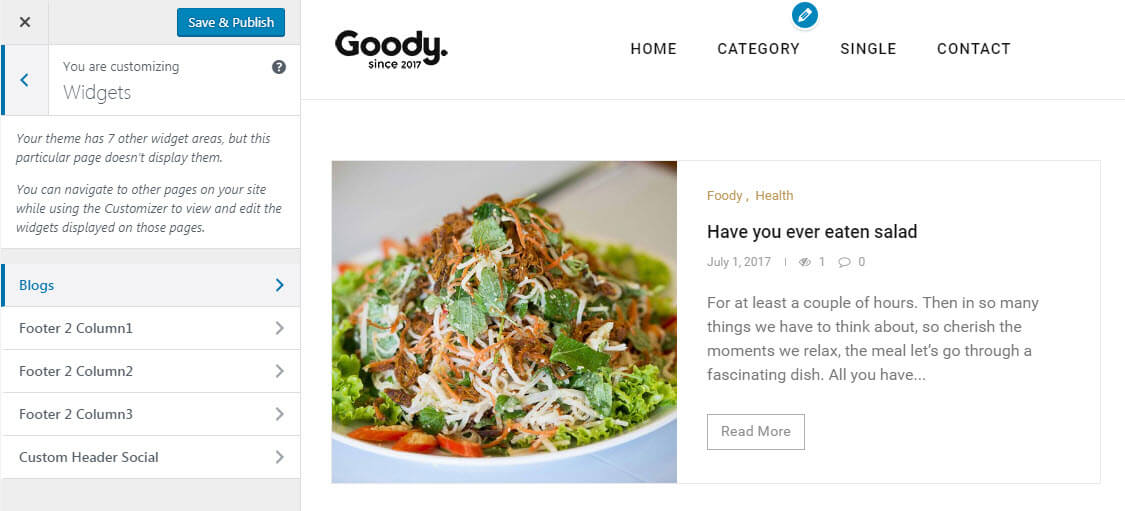 Save & Publish
You are customizing
Widgets
Your theme has 7 other widget areas, but this
particular page doesn't display them.
You can navigate to other pages on your site
while using the Customizer to view and edit the
widgets displayed on those pages.
Blogs
Footer 2 Column1
Footer 2 Column2
Footer 2 Column3
Custom Header Social
Goody.
since 2017
HOME CATEGORY SINGLE CONTACT
Foody , Health
Have you ever eaten salad
July 1, 2017 | 1 0
For at least a couple of hours. Then in so many
things we have to think about, so cherish the
moments we relax, the meal let’s go through a
fascinating dish. All you have...
Read More